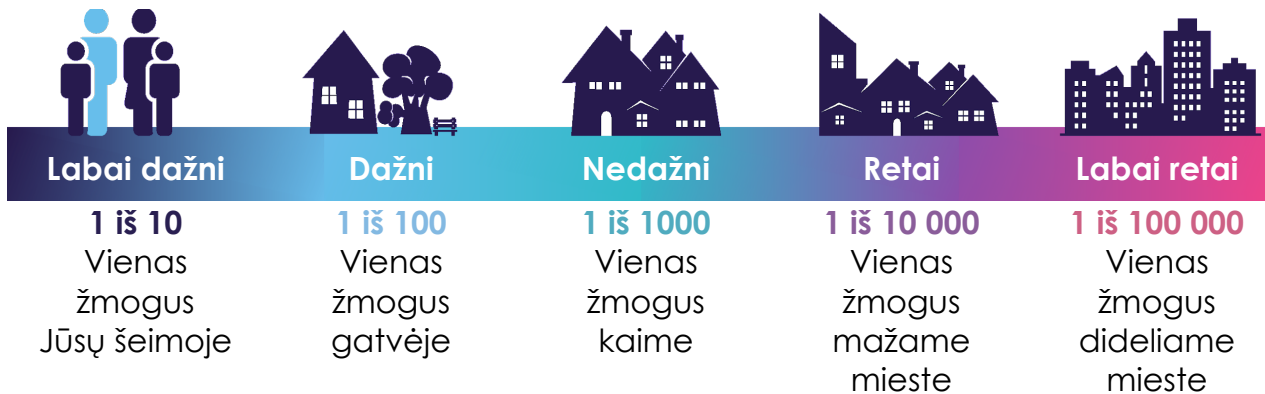 Labai dažni
1 iš 10
Vienas
žmogus
Jūsų šeimoje
Dažni
1 iš 100
Vienas
žmogus
gatvėje
Nedažni
1 iš 1000
Vienas
žmogus
kaime
Retai
1 iš 10 000
Vienas
žmogus
mažame
mieste
Labai retai
1 iš 100 000
Vienas
žmogus
dideliame
mieste